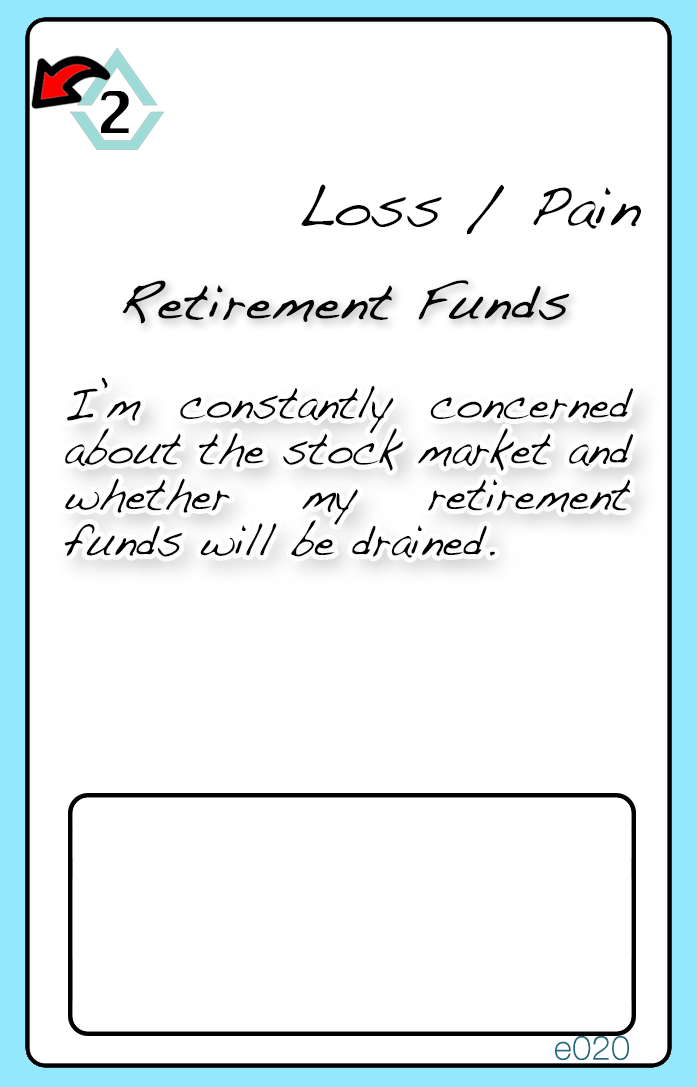 2
Loss / Pain
Retirement Funds
I'm constantly concerned
about the stock market and
whether my retirement
funds will be drained.
e020